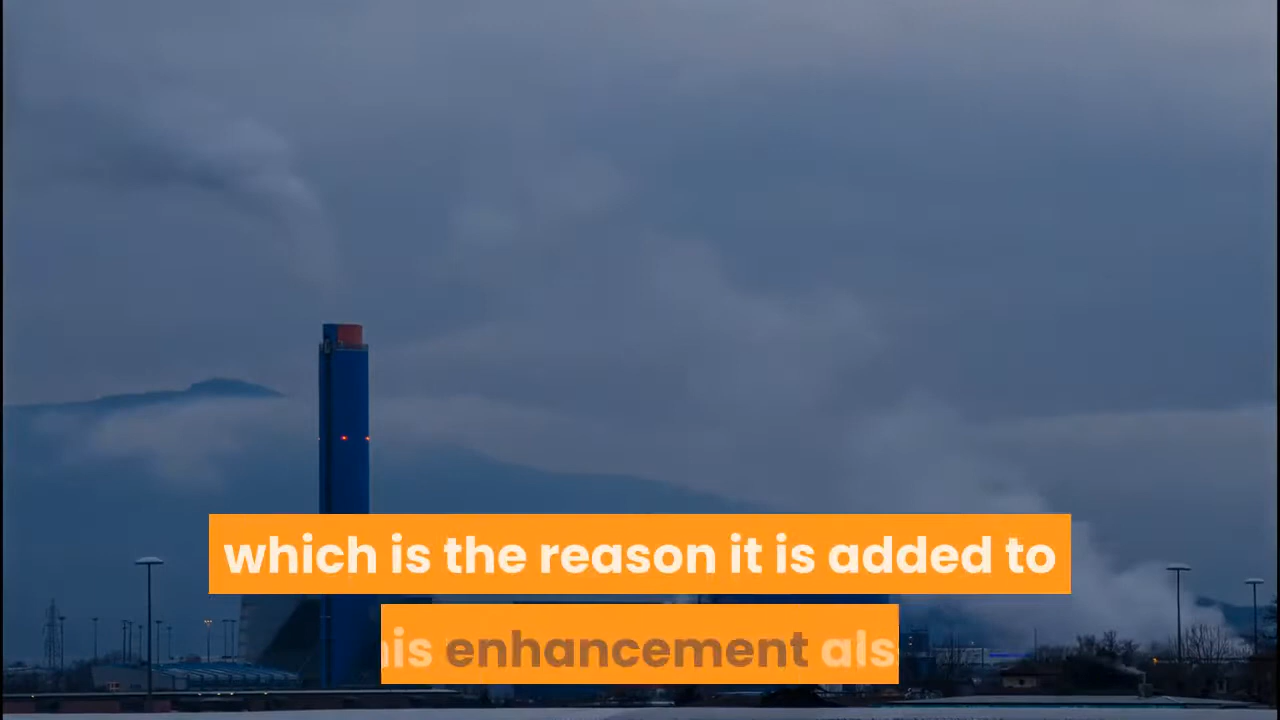 which is the reason it is added to
enhancement